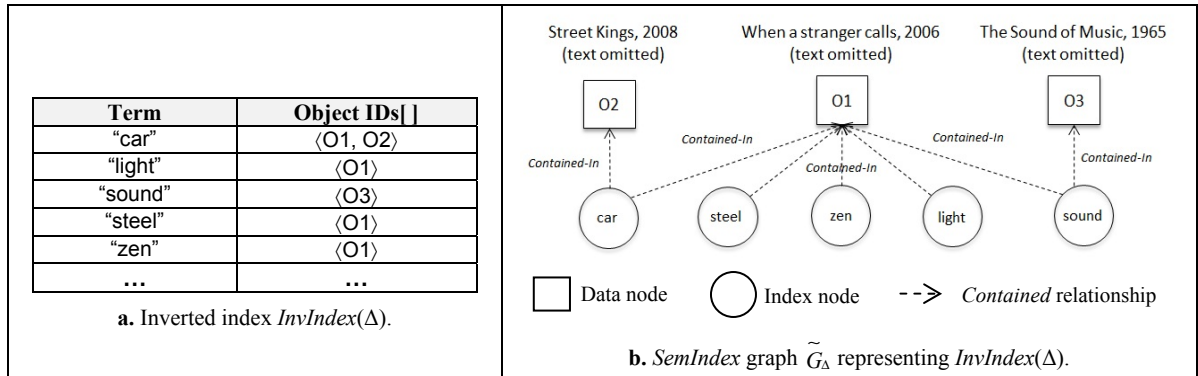 Term Object IDs[ ]
“car” ⟨O1, O2⟩
“light” ⟨O1⟩
“sound” ⟨O3⟩
“steel” ⟨O1⟩
“zen” ⟨O1⟩
... ...
a. Inverted index InvIndex(Δ).
Street Kings, 2008
(text omitted)
When a stranger calls, 2006
(text omitted)
The Sound of Music, 1965
(text omitted)
O2
O1
O3
Contained-In
Contained-In
Contained-In
Contained-In
Contained-In
car
steel
zen
light
sound
Data node
Index node
Contained relationship
b. SemIndex graph G̃Δ representing InvIndex(Δ).